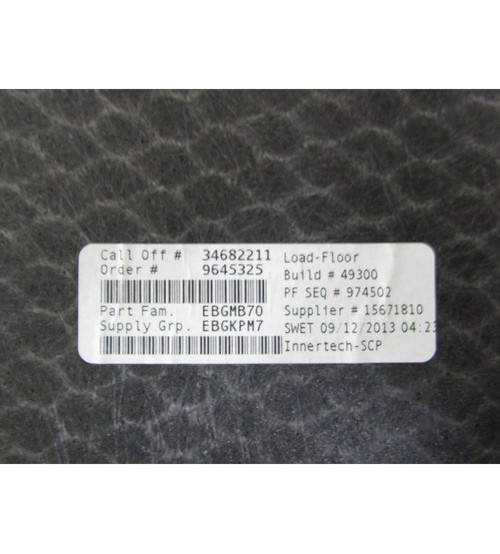 Call Off # 34682211
Order # 9645325
Part Fam. EBGMB70
Supply Grp. EBGKPM7
Load-Floor
Build # 49300
PF SEQ # 974502
Supplier # 15671810
SWET 09/12/2013 04:23
Innertech-SCP